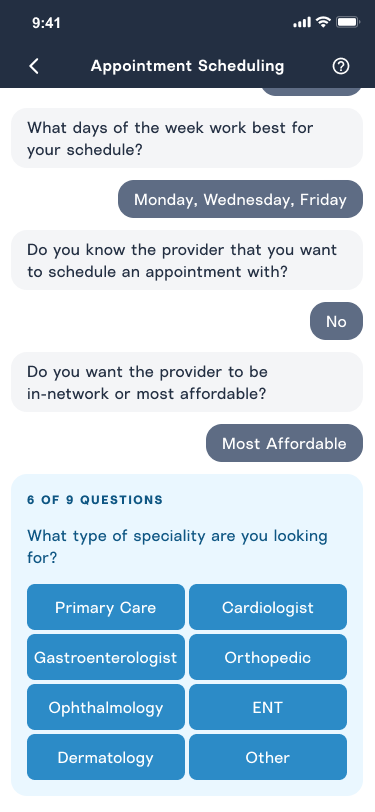 9:41
Appointment Scheduling
What days of the week work best for
your schedule?
Monday, Wednesday, Friday
Do you know the provider that you want
to schedule an appointment with?
No
Do you want the provider to be
in-network or most affordable?
Most Affordable
6 OF 9 QUESTIONS
What type of speciality are you looking
for?
Primary Care
Cardiologist
Gastroenterologist
Orthopedic
Ophthalmology
ENT
Dermatology
Other